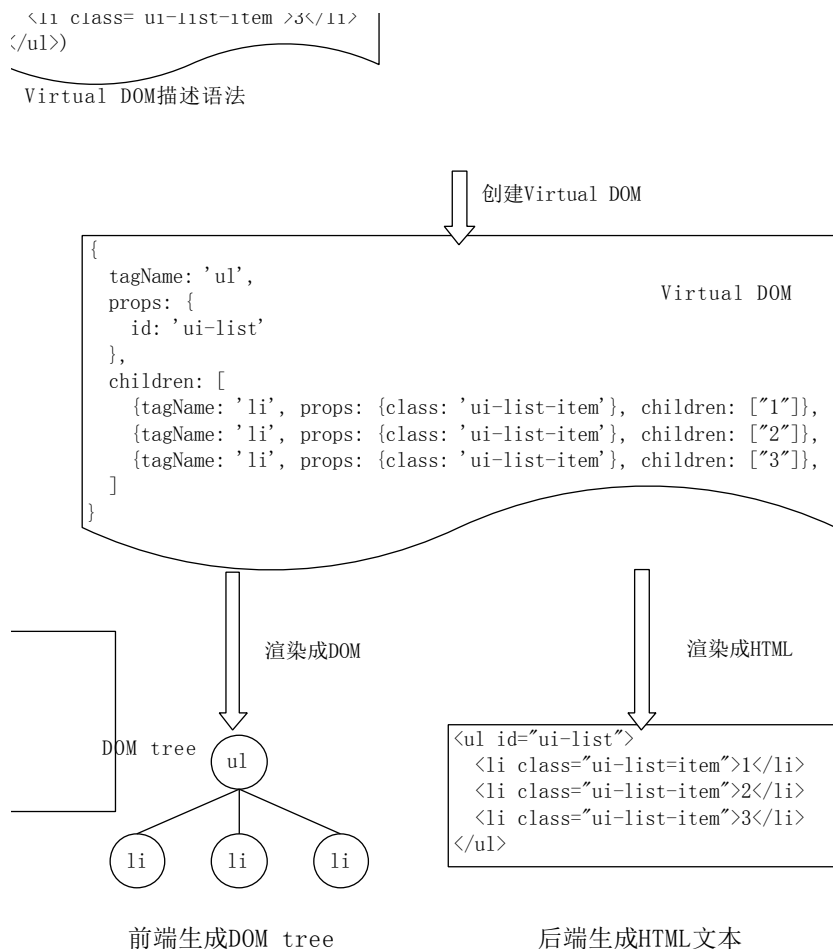 <li class= ui-list-item >3</li>
</ul>)
Virtual DOM描述语法
创建Virtual DOM
{
tagName: 'ul',
props: {
Virtual DOM
id: 'ui-list'
},
children: [
{tagName: 'li', props: {class: 'ui-list-item'}, children: ["1"]},
{tagName: 'li', props: {class: 'ui-list-item'}, children: ["2"]},
{tagName: 'li', props: {class: 'ui-list-item'}, children: ["3"]},
]
}
渲染成DOM
渲染成HTML
DOM tree
ul
li
li
li
<ul id="ui-list">
<li class="ui-list=item">1</li>
<li class="ui-list-item">2</li>
<li class="ui-list-item">3</li>
</ul>
前端生成DOM tree
后端生成HTML文本